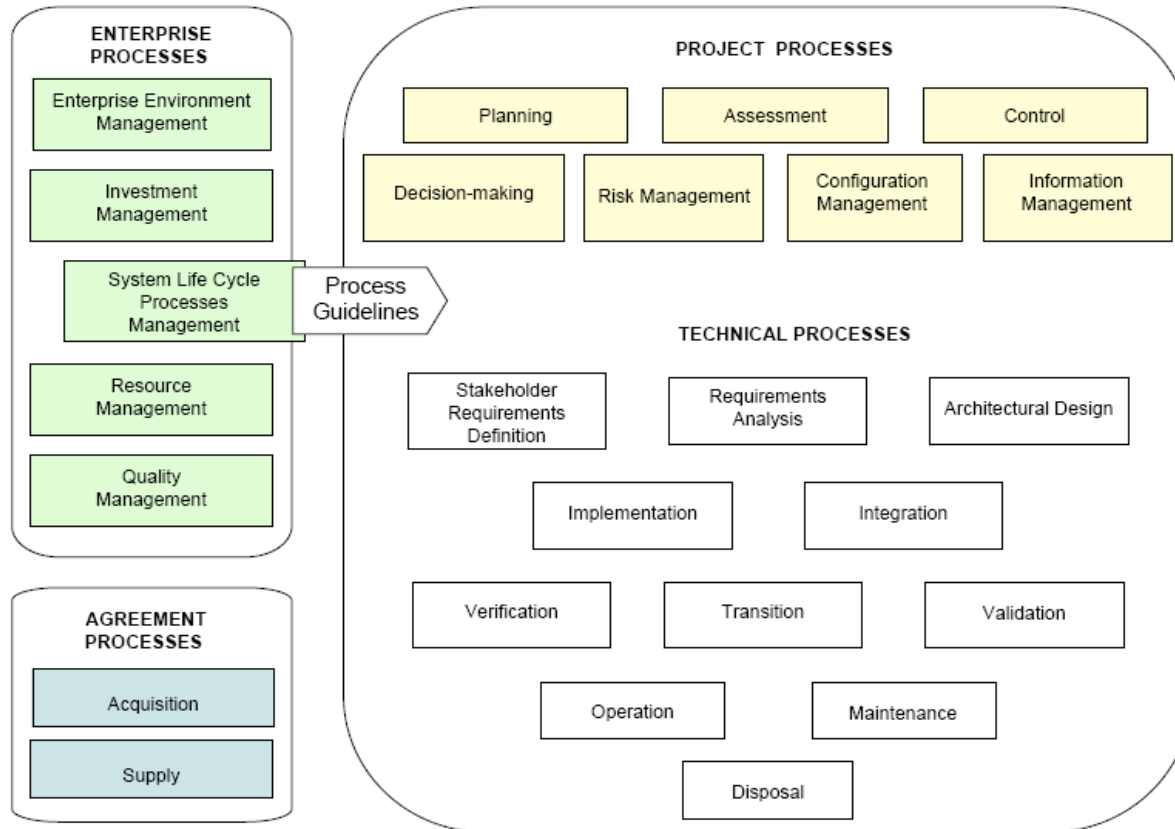 ENTERPRISE
PROCESSES
Enterprise Environment
Management
Investment
Management
System Life Cycle
Processes
Management
Resource
Management
Quality
Management
AGREEMENT
PROCESSES
Acquisition
Supply
Process
Guidelines
PROJECT PROCESSES
Planning
Assessment
Control
Decision-making
Risk Management
Configuration
Management
Information
Management
TECHNICAL PROCESSES
Stakeholder
Requirements
Definition
Requirements
Analysis
Architectural Design
Implementation
Integration
Verification
Transition
Validation
Operation
Maintenance
Disposal